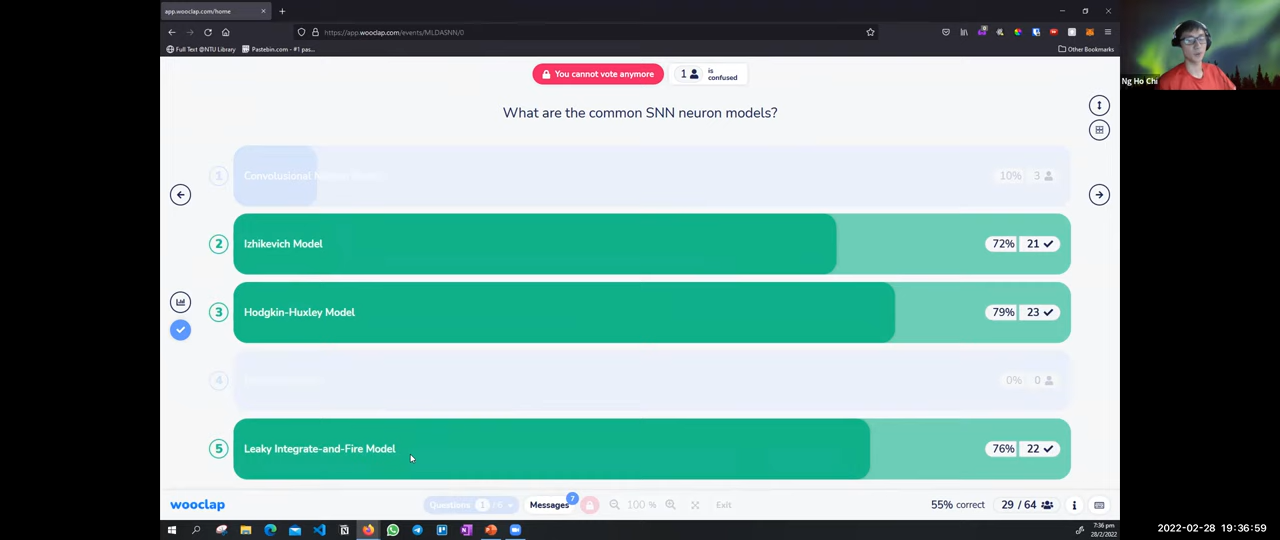 app.wooclap.com/home
https://app.wooclap.com/events/MLDASNN/0
Full Text @NTU Library
Pastebin.com - #1 pas...
Other Bookmarks
You cannot vote anymore
1 is confused
What are the common SNN neuron models?
1 Convolusional 10% 3
2 Izhikevich Model 72% 21
3 Hodgkin-Huxley Model 79% 23
4 0% 0
5 Leaky Integrate-and-Fire Model 76% 22
wooclap
Questions 1 / 6
Messages 7
100 %
Exit
55% correct
29 / 64
7:36 pm
28/2/2022
Ng Ho Chi
2022-02-28 19:36:59